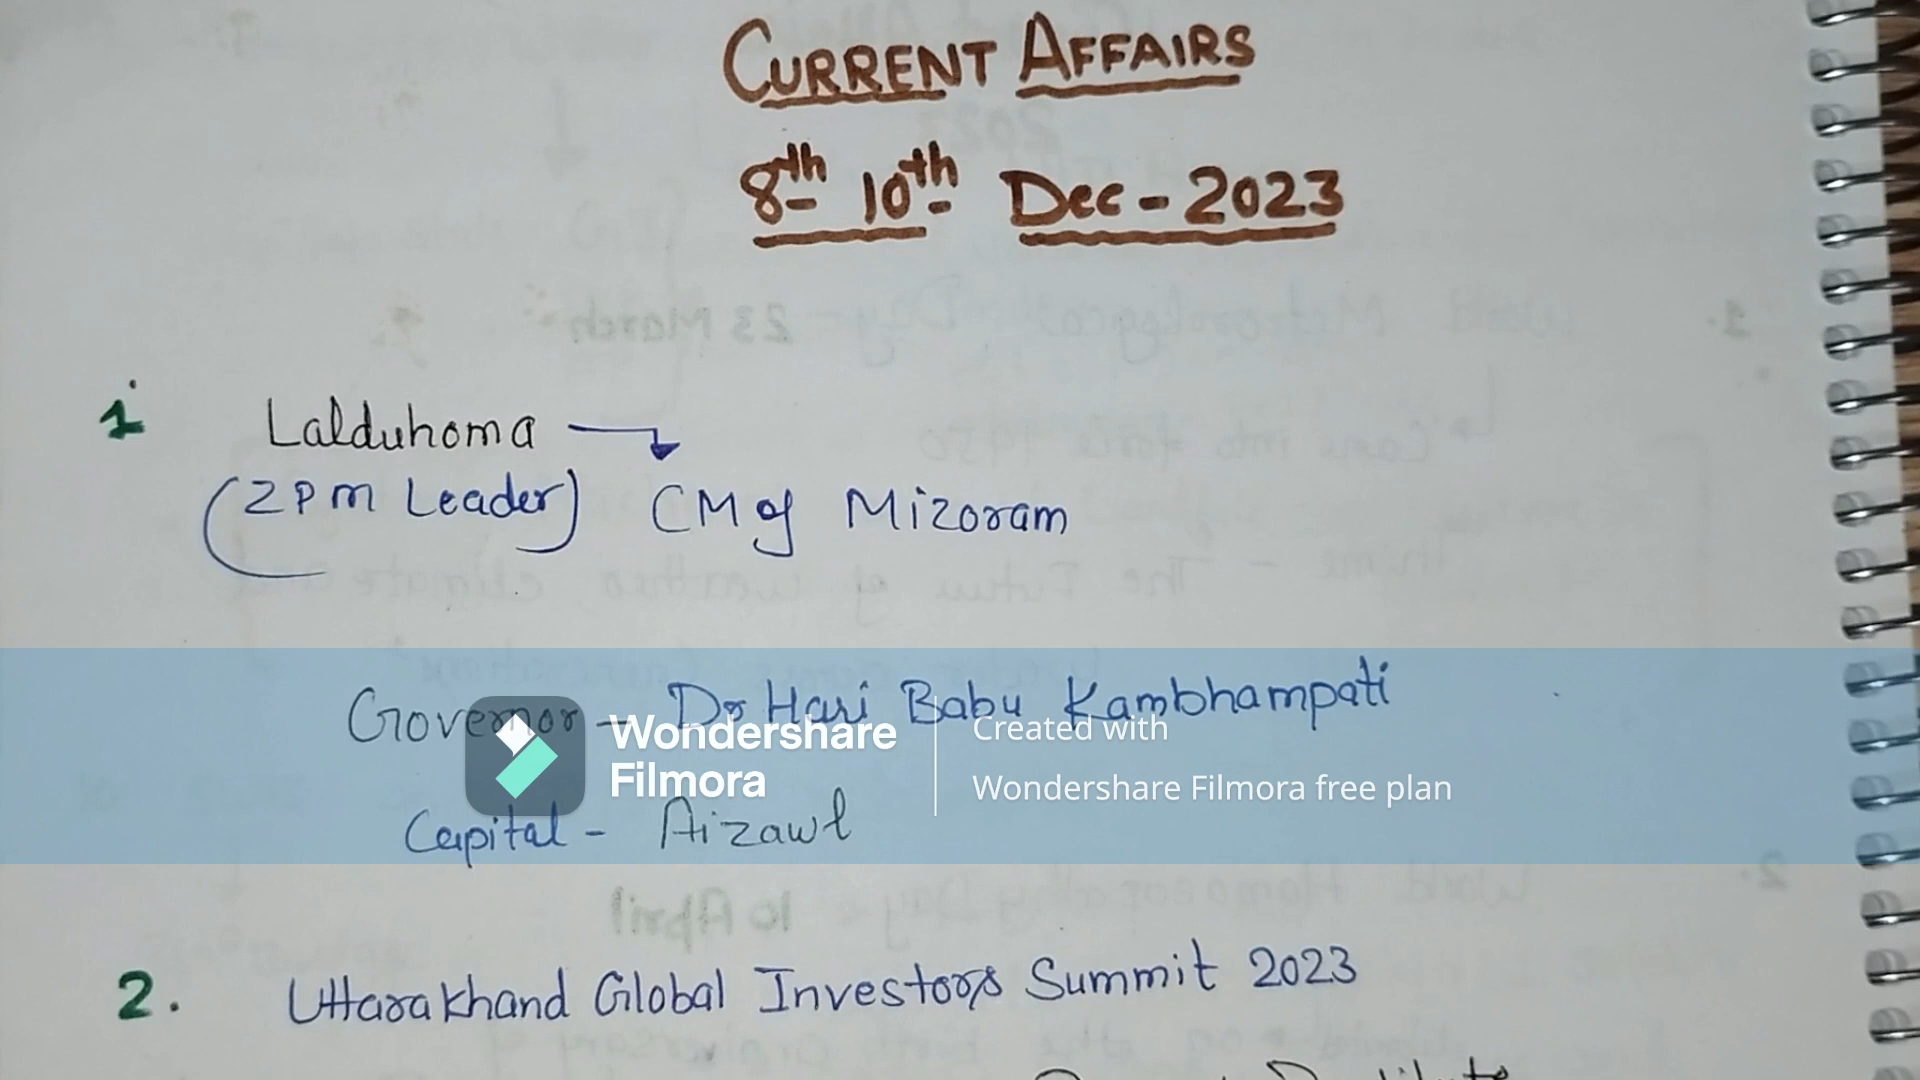 CURRENT AFFAIRS
8th 10th Dec - 2023
1. Lalduhoma
(ZPM Leader) CM of Mizoram
Governor - Dr Hari Babu Kambhampati
Wondershare Filmora
Created with
Wondershare Filmora free plan
Capital - Aizawl
2. Uttarakhand Global Investors Summit 2023